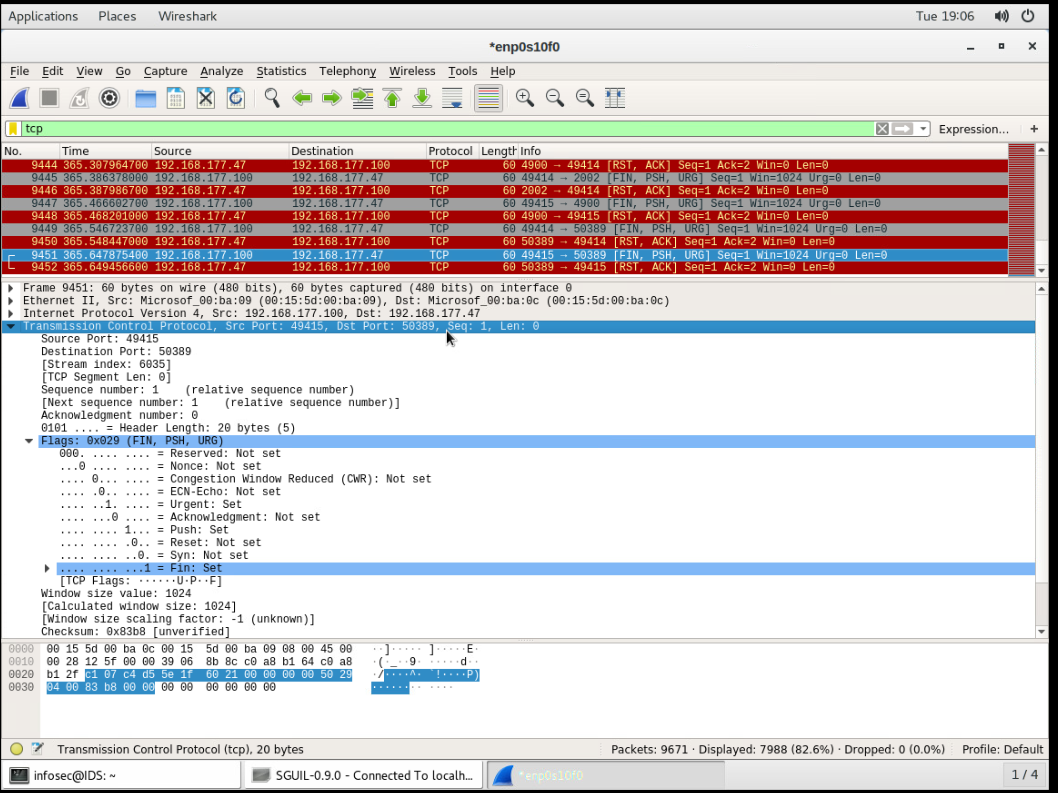 Applications Places Wireshark Tue 19:06
*enp0s10f0
File Edit View Go Capture Analyze Statistics Telephony Wireless Tools Help
tcp Expression… +
No. Time Source Destination Protocol Length Info
9444 365.307964700 192.168.177.47 192.168.177.100 TCP 60 4900 → 49414 [RST, ACK] Seq=1 Ack=2 Win=0 Len=0
9445 365.386378000 192.168.177.100 192.168.177.47 TCP 60 49414 → 2002 [FIN, PSH, URG] Seq=1 Win=1024 Urg=0 Len=0
9446 365.387986700 192.168.177.47 192.168.177.100 TCP 60 2002 → 49414 [RST, ACK] Seq=1 Ack=2 Win=0 Len=0
9447 365.466602700 192.168.177.100 192.168.177.47 TCP 60 49415 → 4900 [FIN, PSH, URG] Seq=1 Win=1024 Urg=0 Len=0
9448 365.468201000 192.168.177.47 192.168.177.100 TCP 60 4900 → 49415 [RST, ACK] Seq=1 Ack=2 Win=0 Len=0
9449 365.546723700 192.168.177.100 192.168.177.47 TCP 60 49414 → 50389 [FIN, PSH, URG] Seq=1 Win=1024 Urg=0 Len=0
9450 365.548447000 192.168.177.47 192.168.177.100 TCP 60 50389 → 49414 [RST, ACK] Seq=1 Ack=2 Win=0 Len=0
9451 365.647875400 192.168.177.100 192.168.177.47 TCP 60 49415 → 50389 [FIN, PSH, URG] Seq=1 Win=1024 Urg=0 Len=0
9452 365.649456600 192.168.177.47 192.168.177.100 TCP 60 50389 → 49415 [RST, ACK] Seq=1 Ack=2 Win=0 Len=0
Frame 9451: 60 bytes on wire (480 bits), 60 bytes captured (480 bits) on interface 0
Ethernet II, Src: Microsof_00:ba:09 (00:15:5d:00:ba:09), Dst: Microsof_00:ba:0c (00:15:5d:00:ba:0c)
Internet Protocol Version 4, Src: 192.168.177.100, Dst: 192.168.177.47
Transmission Control Protocol, Src Port: 49415, Dst Port: 50389, Seq: 1, Len: 0
Source Port: 49415
Destination Port: 50389
[Stream index: 6035]
[TCP Segment Len: 0]
Sequence number: 1 (relative sequence number)
[Next sequence number: 1 (relative sequence number)]
Acknowledgment number: 0
0101 .... = Header Length: 20 bytes (5)
Flags: 0x029 (FIN, PSH, URG)
000. .... .... = Reserved: Not set
...0 .... .... = Nonce: Not set
.... 0... .... = Congestion Window Reduced (CWR): Not set
.... .0.. .... = ECN-Echo: Not set
.... ..1. .... = Urgent: Set
.... ...0 .... = Acknowledgment: Not set
.... .... 1... = Push: Set
.... .... .0.. = Reset: Not set
.... .... ..0. = Syn: Not set
.... .... ...1 = Fin: Set
[TCP Flags: ······U·P··F]
Window size value: 1024
[Calculated window size: 1024]
[Window size scaling factor: -1 (unknown)]
Checksum: 0x83b8 [unverified]
0000 00 15 5d 00 ba 0c 00 15 5d 00 ba 09 08 00 45 00 ··]····· ]·····E·
0010 00 28 12 5f 00 00 39 06 8b 8c c0 a8 b1 64 c0 a8 ·(·_··9· ·····d··
0020 b1 2f c1 07 c4 d5 5e 1f 60 21 00 00 00 00 50 29 ·/····^· `!····P)
0030 04 00 83 b8 00 00 00 00 00 00 00 00 ········ ····
Transmission Control Protocol (tcp), 20 bytes Packets: 9671 · Displayed: 7988 (82.6%) · Dropped: 0 (0.0%) Profile: Default
infosec@IDS: ~ SGUIL-0.9.0 - Connected To localh... *enp0s10f0 1 / 4